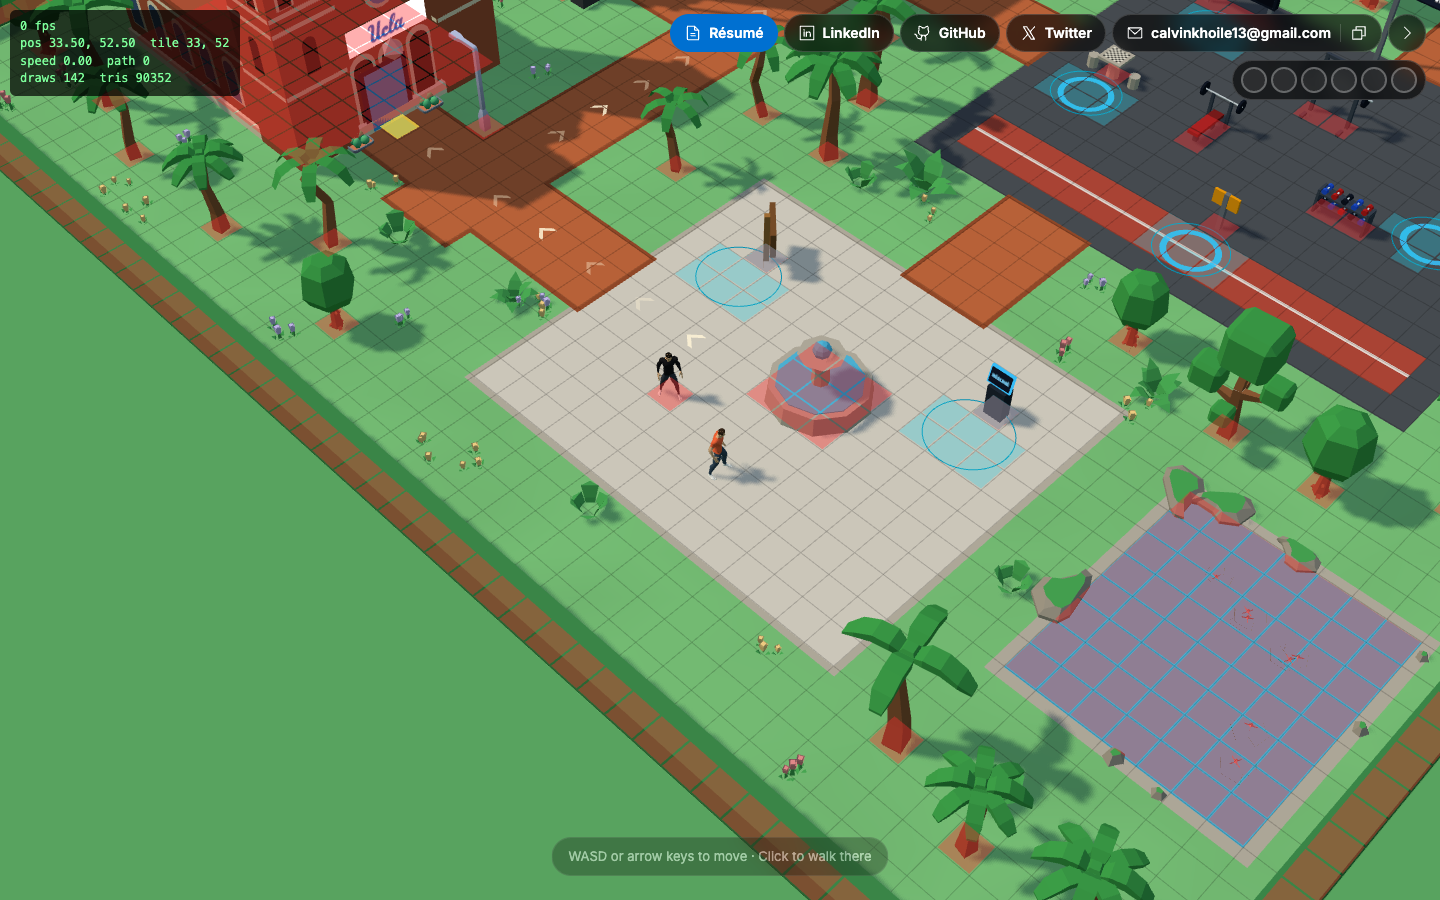 0 fps
pos 33.50, 52.50 tile 33, 52
speed 0.00 path 0
draws 142 tris 90352
Ucla
Résumé
LinkedIn
GitHub
Twitter
calvinkhoile13@gmail.com
WASD or arrow keys to move · Click to walk there